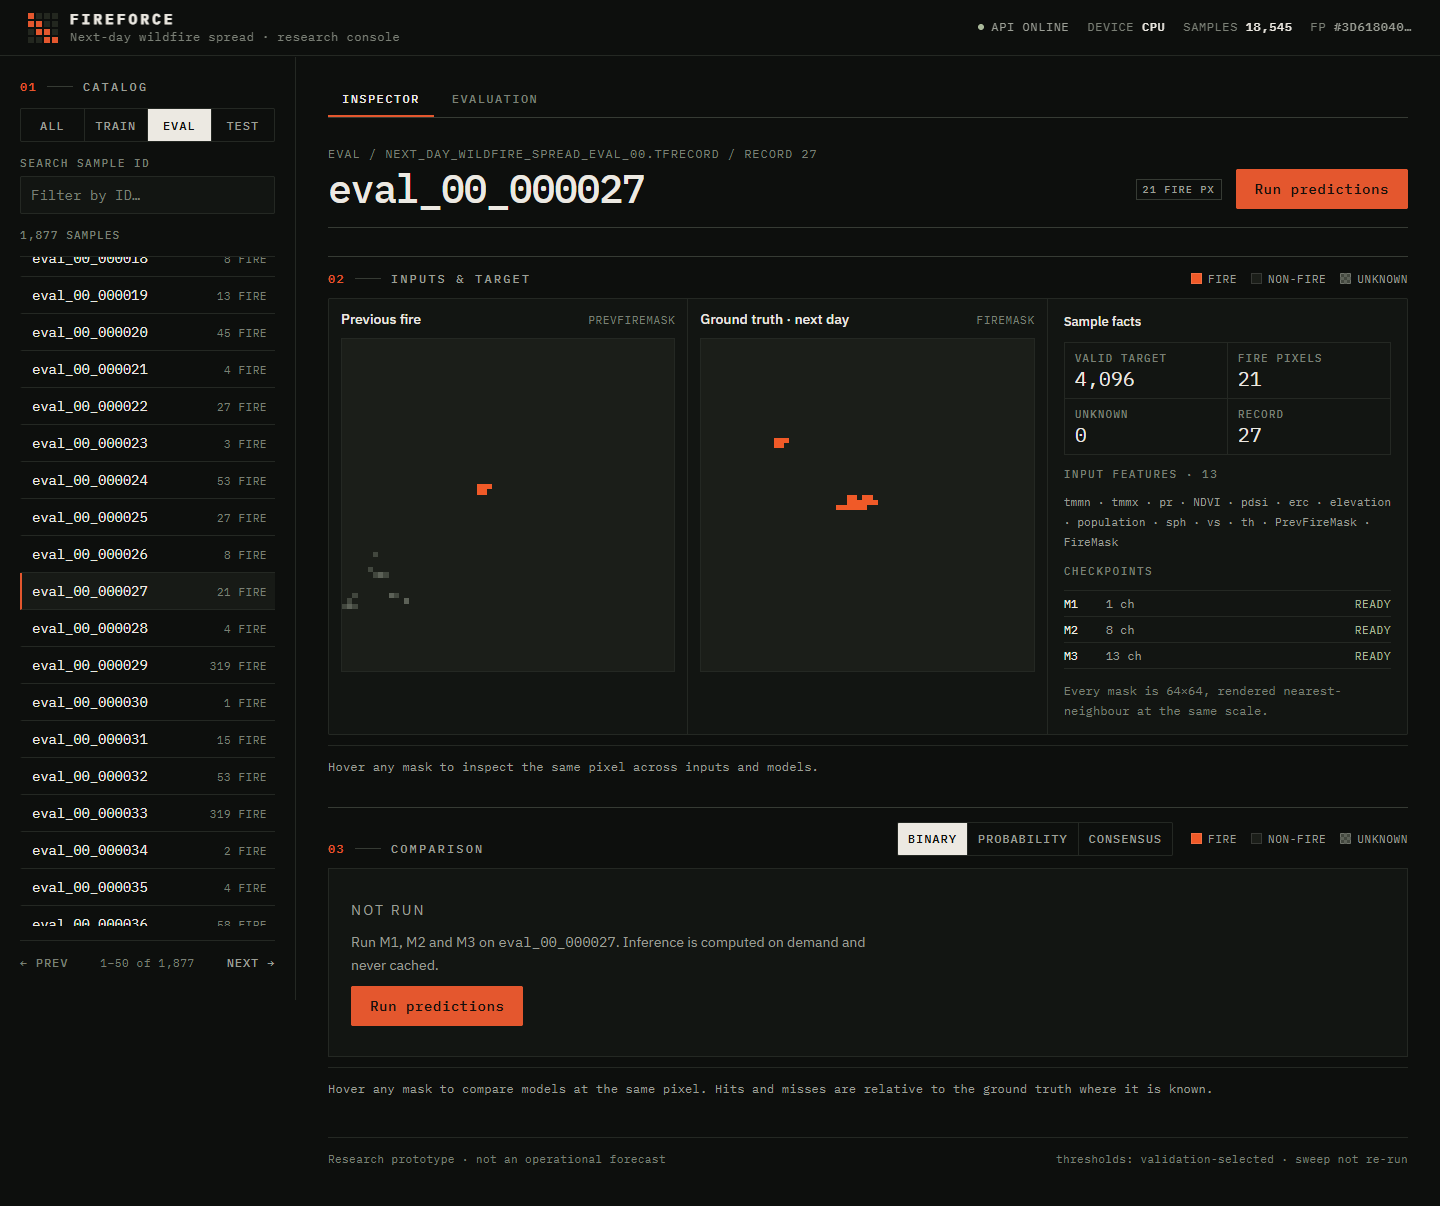 FIREFORCE
Next-day wildfire spread · research console
API ONLINE DEVICE CPU SAMPLES 18,545 FP #3D618040…
01 CATALOG
ALL TRAIN EVAL TEST
SEARCH SAMPLE ID
Filter by ID…
1,877 SAMPLES
eval_00_000018 8 FIRE
eval_00_000019 13 FIRE
eval_00_000020 45 FIRE
eval_00_000021 4 FIRE
eval_00_000022 27 FIRE
eval_00_000023 3 FIRE
eval_00_000024 53 FIRE
eval_00_000025 27 FIRE
eval_00_000026 8 FIRE
eval_00_000027 21 FIRE
eval_00_000028 4 FIRE
eval_00_000029 319 FIRE
eval_00_000030 1 FIRE
eval_00_000031 15 FIRE
eval_00_000032 53 FIRE
eval_00_000033 319 FIRE
eval_00_000034 2 FIRE
eval_00_000035 4 FIRE
eval_00_000036 58 FIRE
← PREV 1–50 of 1,877 NEXT →
INSPECTOR EVALUATION
EVAL / NEXT_DAY_WILDFIRE_SPREAD_EVAL_00.TFRECORD / RECORD 27
eval_00_000027
21 FIRE PX
Run predictions
02 INPUTS & TARGET
FIRE NON-FIRE UNKNOWN
Previous fire PREVFIREMASK
Ground truth · next day FIREMASK
Sample facts
VALID TARGET
4,096
FIRE PIXELS
21
UNKNOWN
0
RECORD
27
INPUT FEATURES · 13
tmmn · tmmx · pr · NDVI · pdsi · erc · elevation
· population · sph · vs · th · PrevFireMask ·
FireMask
CHECKPOINTS
M1 1 ch READY
M2 8 ch READY
M3 13 ch READY
Every mask is 64×64, rendered nearest-
neighbour at the same scale.
Hover any mask to inspect the same pixel across inputs and models.
03 COMPARISON
BINARY PROBABILITY CONSENSUS
FIRE NON-FIRE UNKNOWN
NOT RUN
Run M1, M2 and M3 on eval_00_000027. Inference is computed on demand and
never cached.
Run predictions
Hover any mask to compare models at the same pixel. Hits and misses are relative to the ground truth where it is known.
Research prototype · not an operational forecast
thresholds: validation-selected · sweep not re-run